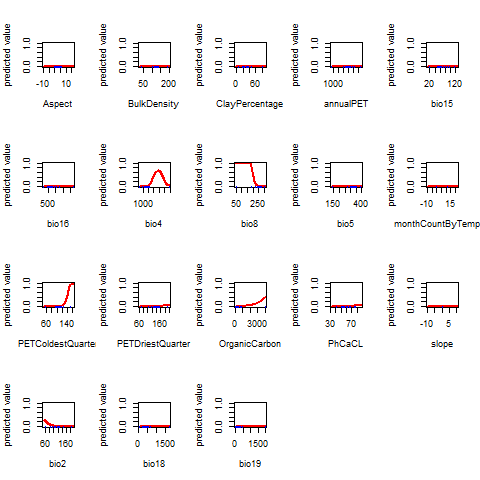 predicted value 0.0 1.0 -10 10 Aspect
predicted value 0.0 1.0 50 200 BulkDensity
predicted value 0.0 1.0 0 60 ClayPercentage
predicted value 0.0 1.0 1000 annualPET
predicted value 0.0 1.0 20 120 bio15
predicted value 0.0 1.0 500 bio16
predicted value 0.0 1.0 1000 bio4
predicted value 0.0 1.0 50 250 bio8
predicted value 0.0 1.0 150 400 bio5
predicted value 0.0 1.0 -10 15 monthCountByTemp
predicted value 0.0 1.0 60 140 PETColdestQuarte
predicted value 0.0 1.0 60 160 PETDriestQuarter
predicted value 0.0 1.0 0 3000 OrganicCarbon
predicted value 0.0 1.0 30 70 PhCaCL
predicted value 0.0 1.0 -10 5 slope
predicted value 0.0 1.0 60 160 bio2
predicted value 0.0 1.0 0 1500 bio18
predicted value 0.0 1.0 0 1500 bio19